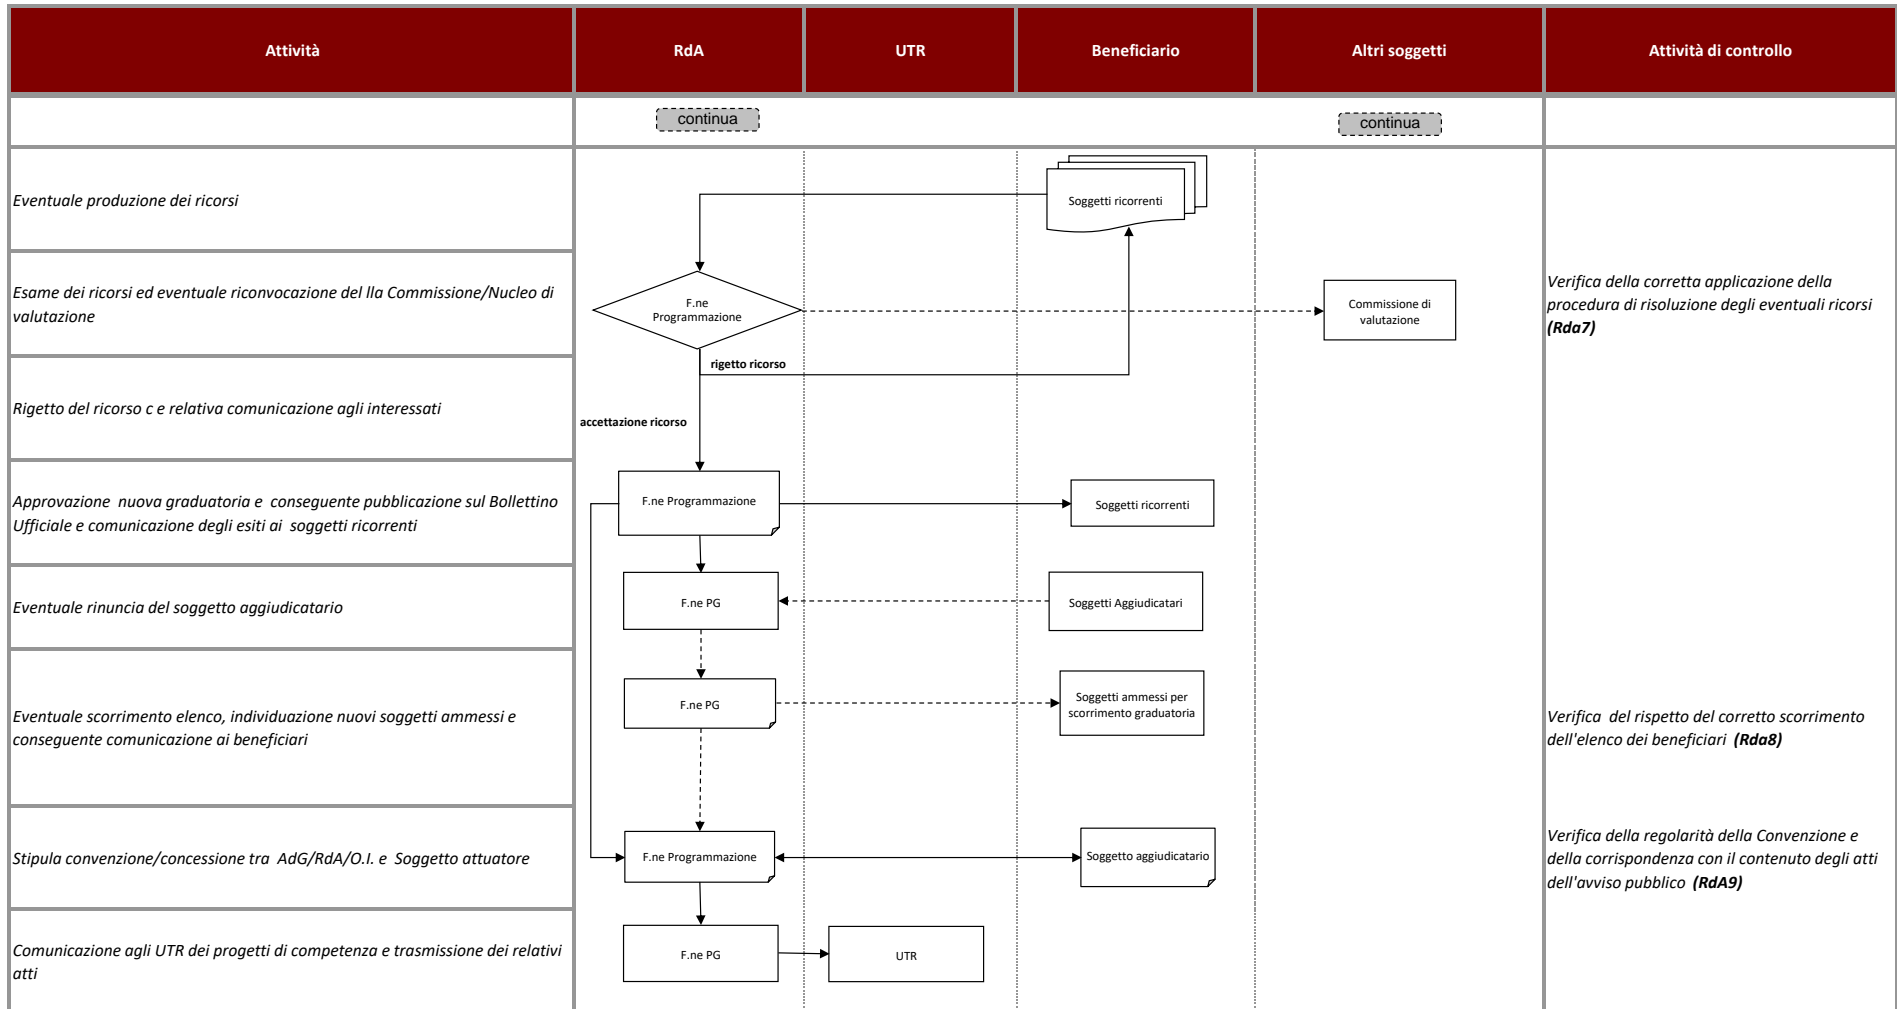 Attività
RdA
UTR
Beneficiario
Altri soggetti
Attività di controllo
continua
continua
Eventuale produzione dei ricorsi
Soggetti ricorrenti
Esame dei ricorsi ed eventuale riconvocazione del lla Commissione/Nucleo di
valutazione
F.ne
Programmazione
Commissione di
valutazione
Verifica della corretta applicazione della
procedura di risoluzione degli eventuali ricorsi
(Rda7)
rigetto ricorso
Rigetto del ricorso c e relativa comunicazione agli interessati
accettazione ricorso
Approvazione nuova graduatoria e conseguente pubblicazione sul Bollettino
Ufficiale e comunicazione degli esiti ai soggetti ricorrenti
F.ne Programmazione
Soggetti ricorrenti
Eventuale rinuncia del soggetto aggiudicatario
F.ne PG
Soggetti Aggiudicatari
Eventuale scorrimento elenco, individuazione nuovi soggetti ammessi e
conseguente comunicazione ai beneficiari
F.ne PG
Soggetti ammessi per
scorrimento graduatoria
Verifica del rispetto del corretto scorrimento
dell'elenco dei beneficiari (Rda8)
Stipula convenzione/concessione tra AdG/RdA/O.I. e Soggetto attuatore
F.ne Programmazione
Soggetto aggiudicatario
Verifica della regolarità della Convenzione e
della corrispondenza con il contenuto degli atti
dell'avviso pubblico (RdA9)
Comunicazione agli UTR dei progetti di competenza e trasmissione dei relativi
atti
F.ne PG
UTR